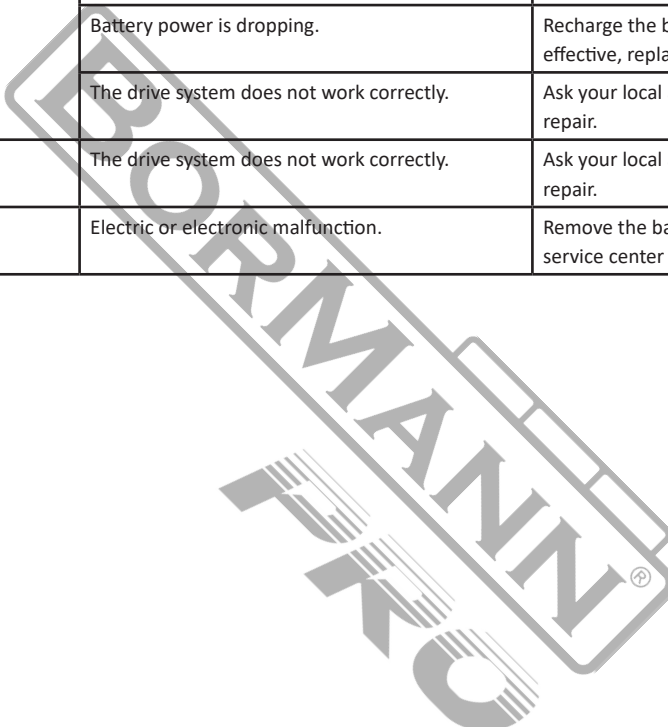 Battery power is dropping.
Recharge the
effective,
The drive system does not work correctly.
Ask your local
repair.
The drive system does not work correctly.
Ask your local
repair.
Electric or electronic malfunction.
Remove the
service center
BORMANN®
PRO